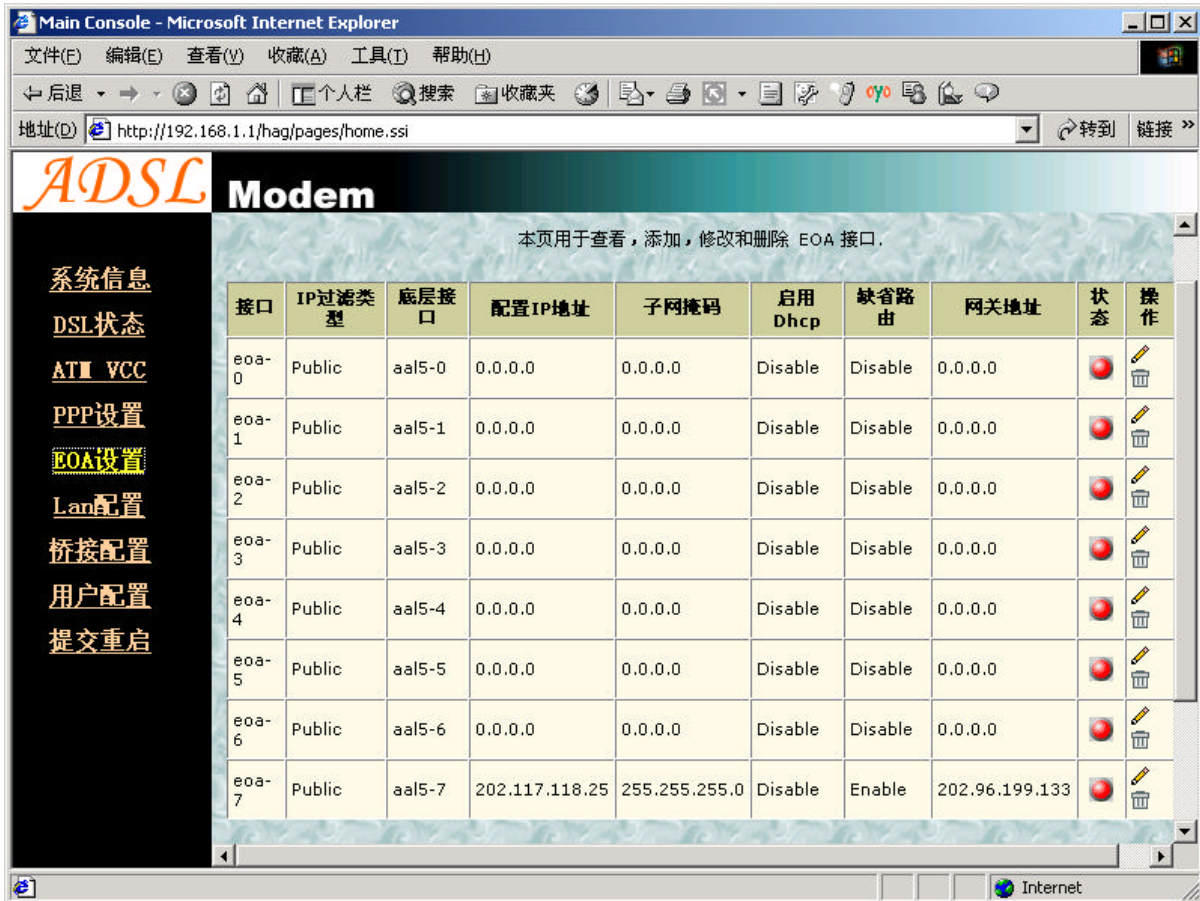 Main Console - Microsoft Internet Explorer
文件(F) 编辑(E) 查看(V) 收藏(A) 工具(T) 帮助(H)
后退 个人栏 搜索 收藏夹
地址(D) http://192.168.1.1/hag/pages/home.ssi 转到 链接 »
ADSL Modem
本页用于查看，添加，修改和删除 EOA 接口.
系统信息
DSL状态
ATM VCC
PPP设置
EOA设置
Lan配置
桥接配置
用户配置
提交重启
接口 IP过滤类型 底层接口 配置IP地址 子网掩码 启用Dhcp 缺省路由 网关地址 状态 操作
eoa-0 Public aal5-0 0.0.0.0 0.0.0.0 Disable Disable 0.0.0.0
eoa-1 Public aal5-1 0.0.0.0 0.0.0.0 Disable Disable 0.0.0.0
eoa-2 Public aal5-2 0.0.0.0 0.0.0.0 Disable Disable 0.0.0.0
eoa-3 Public aal5-3 0.0.0.0 0.0.0.0 Disable Disable 0.0.0.0
eoa-4 Public aal5-4 0.0.0.0 0.0.0.0 Disable Disable 0.0.0.0
eoa-5 Public aal5-5 0.0.0.0 0.0.0.0 Disable Disable 0.0.0.0
eoa-6 Public aal5-6 0.0.0.0 0.0.0.0 Disable Disable 0.0.0.0
eoa-7 Public aal5-7 202.117.118.25 255.255.255.0 Disable Enable 202.96.199.133
Internet